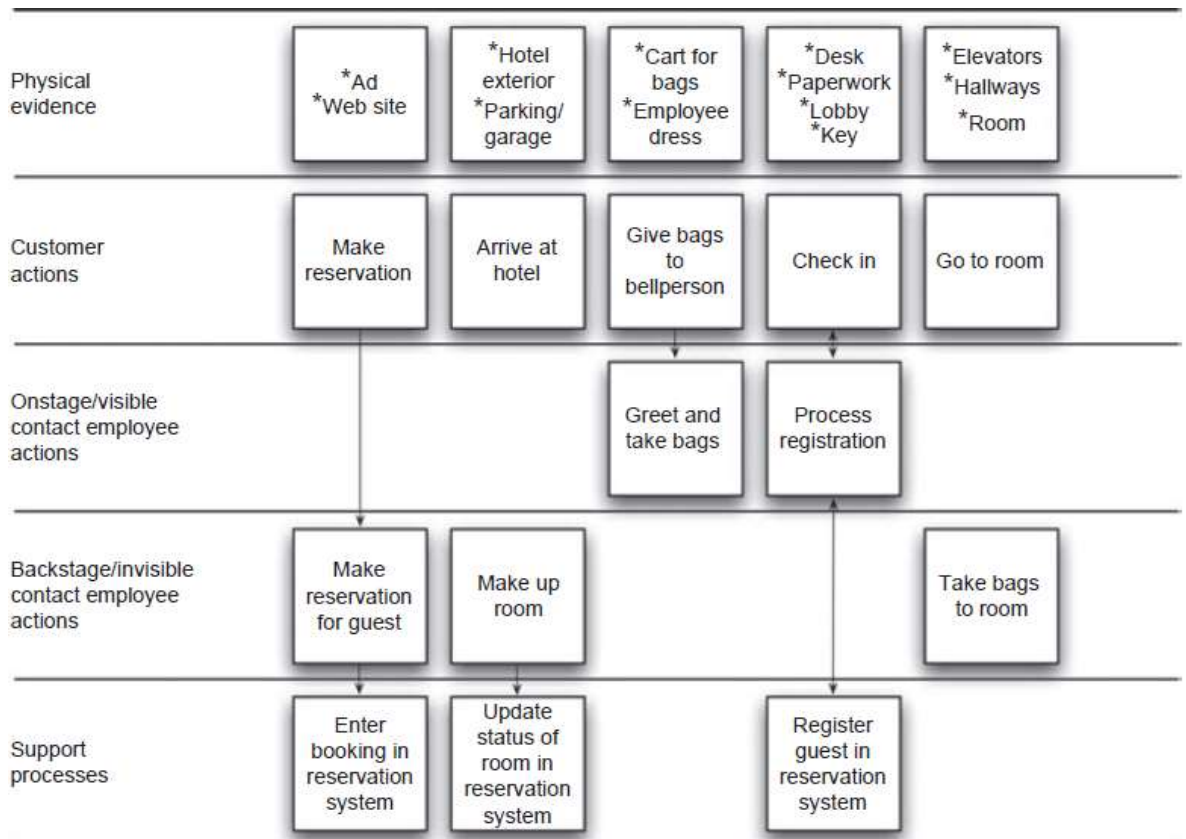 Physical
evidence
*Ad
*Web site
*Hotel
exterior
*Parking/
garage
*Cart for
bags
*Employee
dress
*Desk
*Paperwork
*Lobby
*Key
*Elevators
*Hallways
*Room
Customer
actions
Make
reservation
Arrive at
hotel
Give bags
to
bellperson
Check in
Go to room
Onstage/visible
contact employee
actions
Greet and
take bags
Process
registration
Backstage/invisible
contact employee
actions
Make
reservation
for guest
Make up
room
Take bags
to room
Support
processes
Enter
booking in
reservation
system
Update
status of
room in
reservation
system
Register
guest in
reservation
system